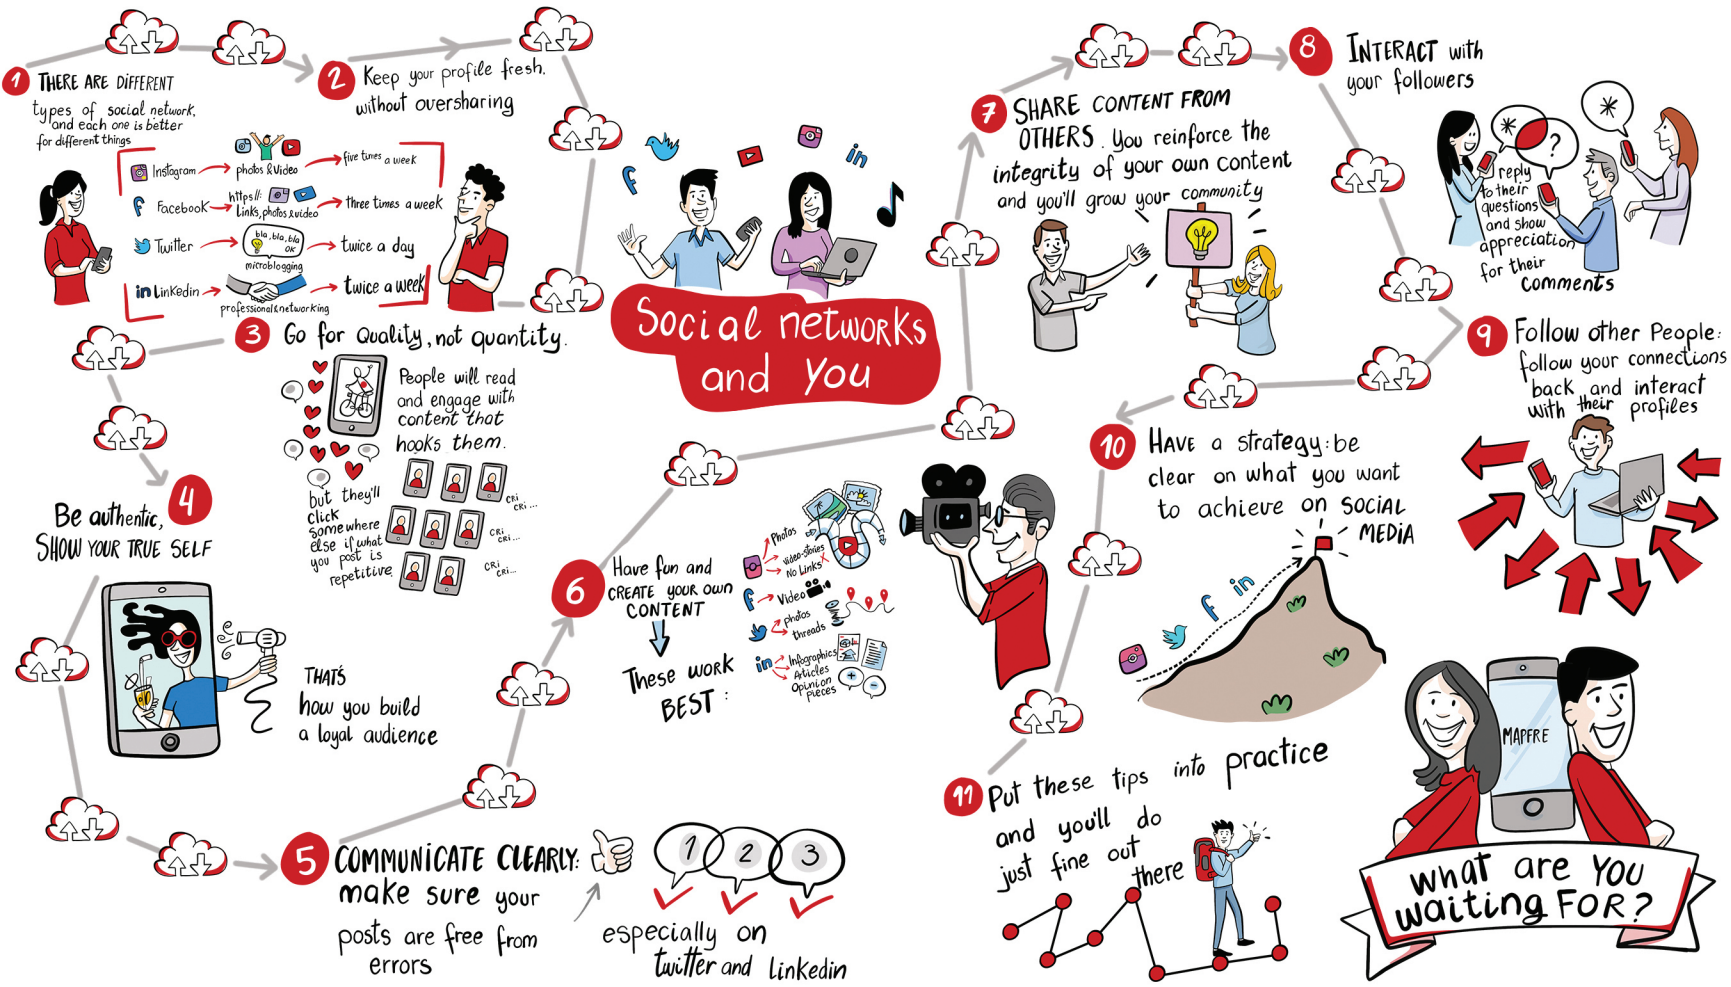 Social networks
and you
1 THERE ARE DIFFERENT
types of social network,
and each one is better
for different things
Instagram
photos & video
five times a week
Facebook
https://:
Links, photos & video
three times a week
Twitter
bla, bla, bla
OK
microblogging
twice a day
in Linkedin
professional & networking
twice a week
2 Keep your profile fresh,
without oversharing
3 Go for Quality, not quantity.
People will read
and engage with
content that
hooks them.
but they'll
click
somewhere
else if what
you post is
repetitive
CRi
CRi...
CRi
CRi...
CRi
CRi...
4
Be authentic,
SHOW YOUR TRUE SELF
THAT'S
how you build
a loyal audience
5 COMMUNICATE CLEARLY:
make sure your
posts are free from
errors
1 2 3
especially on
twitter and Linkedin
6 Have fun and
CREATE YOUR OWN
CONTENT
These work
BEST:
Photos
Video-stories
No Links
Video
photos
threads
in
Infographics
Articles
Opinion
pieces
7 SHARE CONTENT FROM
OTHERS. You reinforce the
integrity of your own content
and you'll grow your community
8 INTERACT with
your followers
reply
to their
questions
and show
appreciation
for their
comments
9 Follow other People:
follow your connections
back and interact
with their profiles
10 HAVE A strategy: be
clear on what you want
to achieve on SOCIAL
MEDIA
in
11 Put these tips into practice
and you'll do
just fine out
there
MAPFRE
What are YOU
waiting FOR?